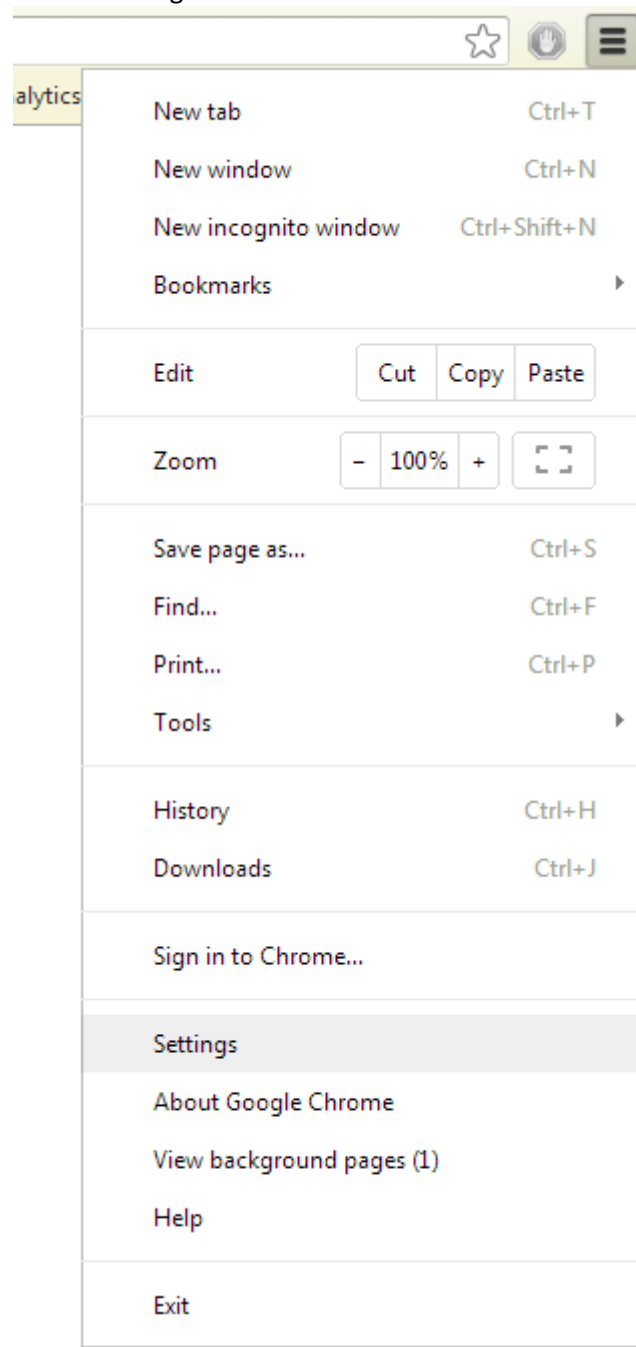 alytics
New tab Ctrl+T
New window Ctrl+N
New incognito window Ctrl+Shift+N
Bookmarks
Edit Cut Copy Paste
Zoom - 100% +
Save page as... Ctrl+S
Find... Ctrl+F
Print... Ctrl+P
Tools
History Ctrl+H
Downloads Ctrl+J
Sign in to Chrome...
Settings
About Google Chrome
View background pages (1)
Help
Exit